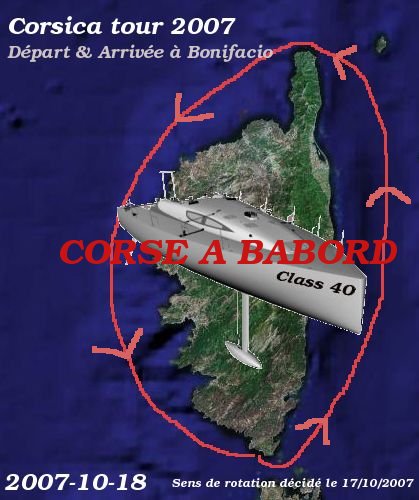 Corsica tour 2007
Départ & Arrivée à Bonifacio
CORSE A BABORD
Class 40
2007-10-18
Sens de rotation décidé le 17/10/2007